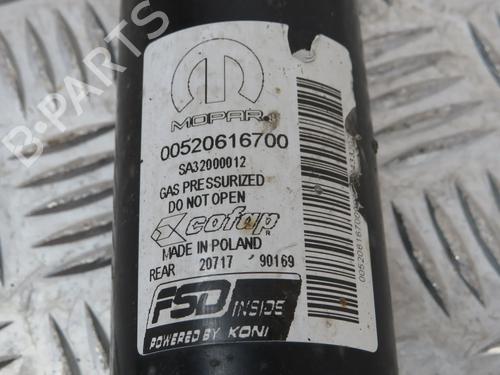 MOPAR
00520616700
SA32000012
GAS PRESSURIZED
DO NOT OPEN
cofap
MADE IN POLAND
REAR 20717 90169
FSD INSIDE
POWERED BY KONI
B-PARTS